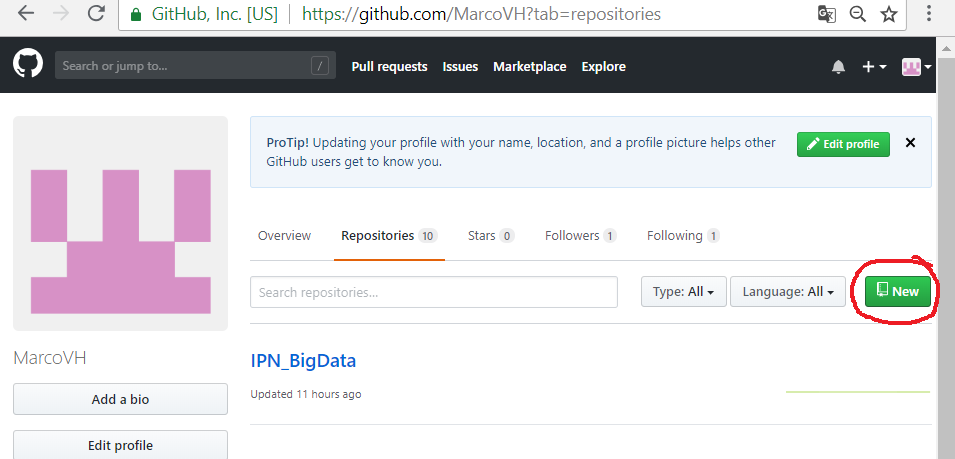 GitHub, Inc. [US] https://github.com/MarcoVH?tab=repositories
Search or jump to... / Pull requests Issues Marketplace Explore
ProTip! Updating your profile with your name, location, and a profile picture helps other
GitHub users get to know you.
Edit profile
Overview Repositories 10 Stars 0 Followers 1 Following 1
Search repositories... Type: All Language: All New
MarcoVH
Add a bio
Edit profile
IPN_BigData
Updated 11 hours ago